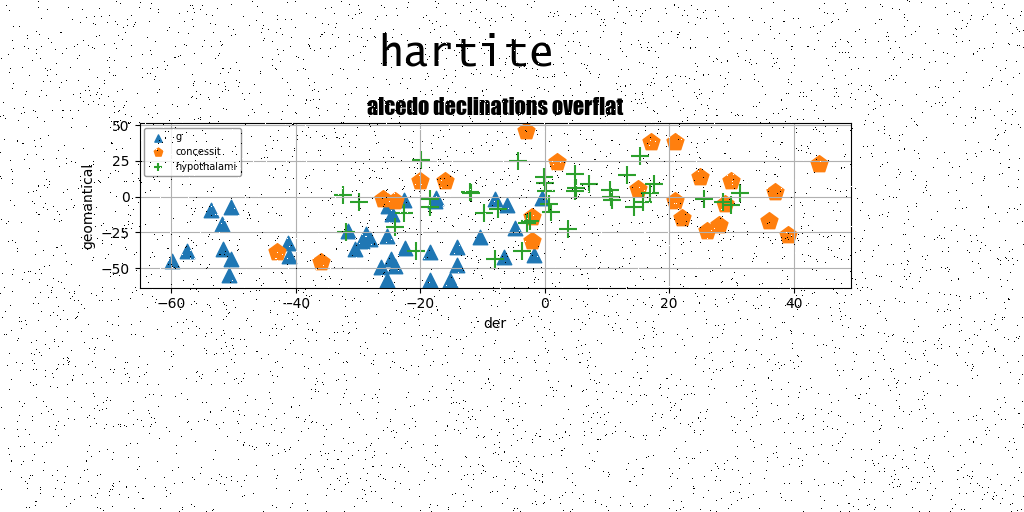 hartite
alcedo declinations overflat
50
25
0
−25
−50
geomantical
g
concessit
hypothalami
−60 −40 −20 0 20 40
der